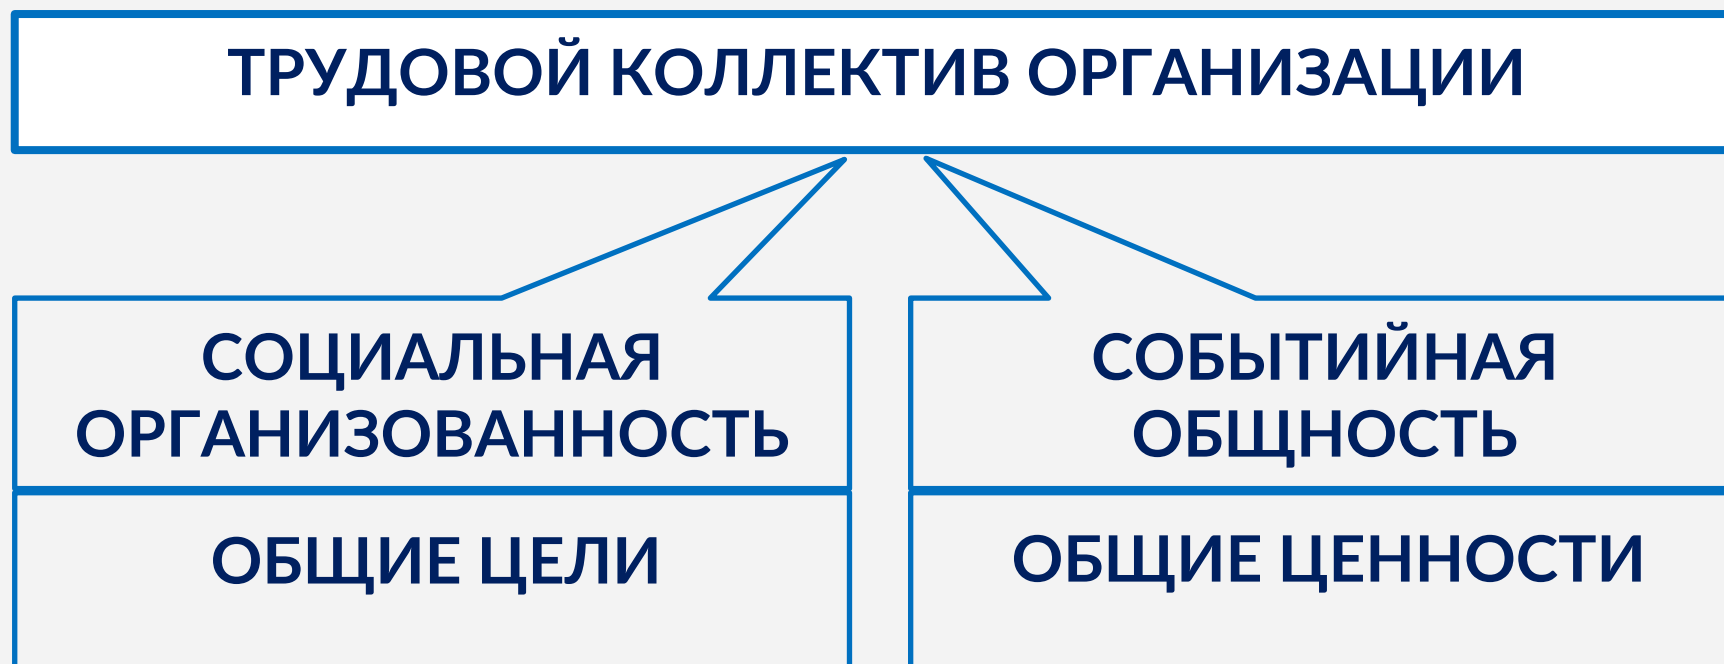 ТРУДОВОЙ КОЛЛЕКТИВ ОРГАНИЗАЦИИ
СОЦИАЛЬНАЯ
ОРГАНИЗОВАННОСТЬ
ОБЩИЕ ЦЕЛИ
СОБЫТИЙНАЯ
ОБЩНОСТЬ
ОБЩИЕ ЦЕННОСТИ